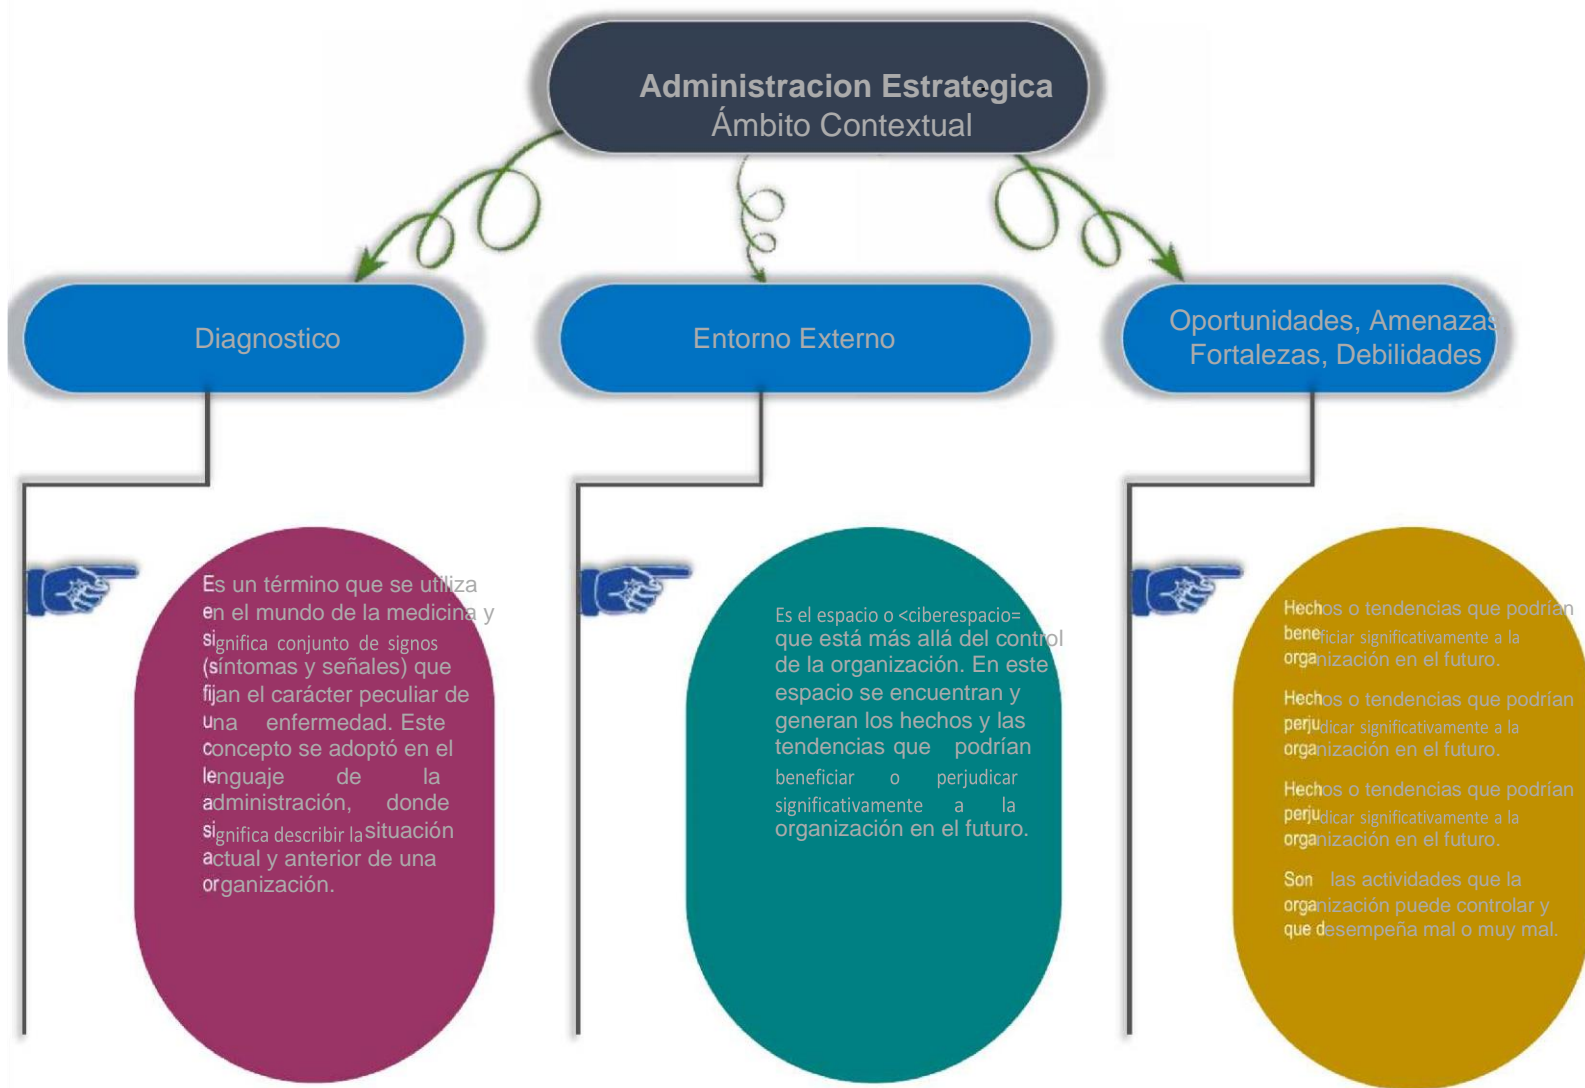 Administracion Estrategica
Ámbito Contextual
Diagnostico
Entorno Externo
Oportunidades, Amenazas
Fortalezas, Debilidades
Es un término que se utiliza
en el mundo de la medicina y
significa conjunto de signos
(síntomas y señales) que
fijan el carácter peculiar de
una enfermedad. Este
concepto se adoptó en el
lenguaje de la
administración, donde
significa describir la situación
actual y anterior de una
organización.
Es el espacio o <ciberespacio=
que está más allá del control
de la organización. En este
espacio se encuentran y
generan los hechos y las
tendencias que podrían
beneficiar o perjudicar
significativamente a la
organización en el futuro.
Hechos o tendencias que podrían
beneficiar significativamente a la
organización en el futuro.
Hechos o tendencias que podrían
perjudicar significativamente a la
organización en el futuro.
Hechos o tendencias que podrían
perjudicar significativamente a la
organización en el futuro.
Son las actividades que la
organización puede controlar y
que desempeña mal o muy mal.